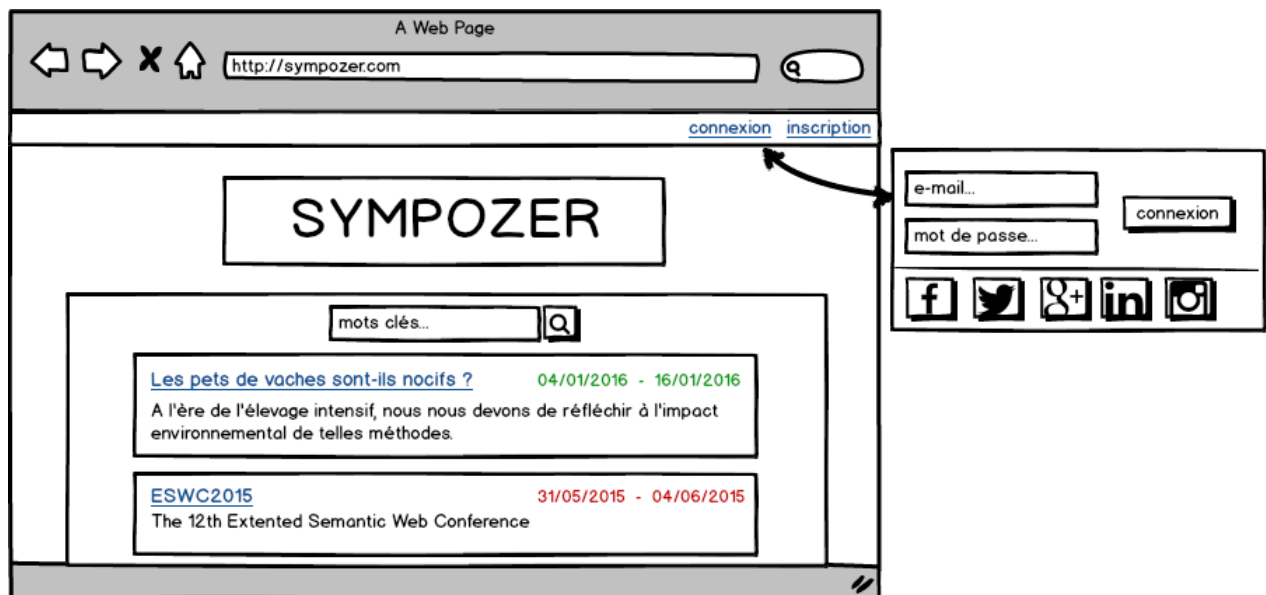 A Web Page
http://sympozer.com
connexion inscription
SYMPOZER
mots clés...
Les pets de vaches sont-ils nocifs ? 04/01/2016 - 16/01/2016
A l'ère de l'élevage intensif, nous nous devons de réfléchir à l'impact
environnemental de telles méthodes.
ESWC2015 31/05/2015 - 04/06/2015
The 12th Extented Semantic Web Conference
e-mail...
mot de passe...
connexion
f g+ in